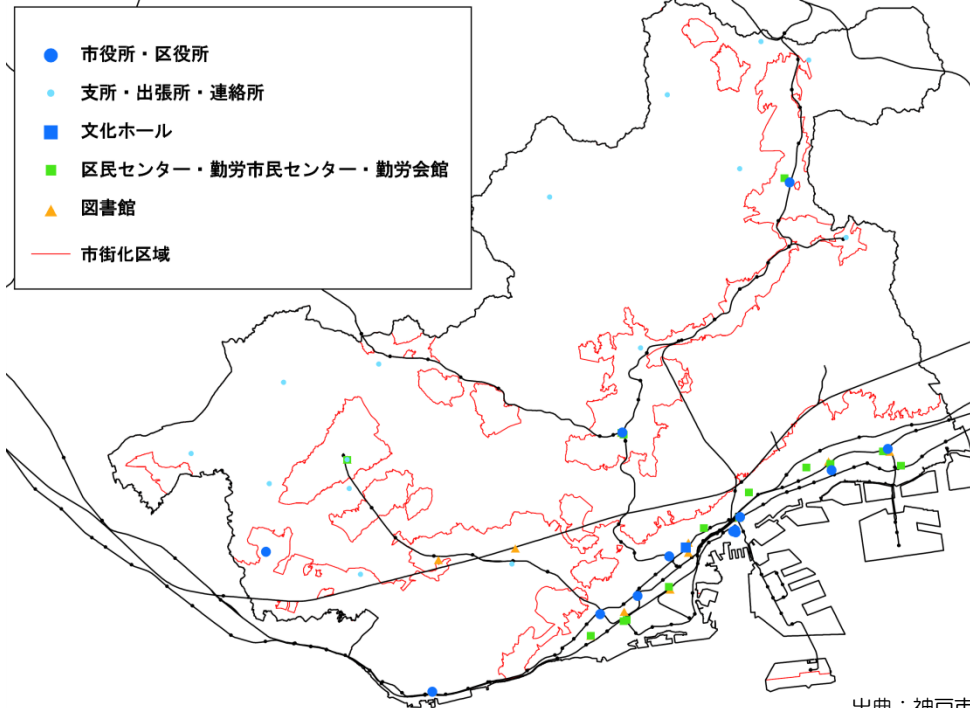 市役所・区役所
支所・出張所・連絡所
文化ホール
区民センター・勤労市民センター・勤労会館
図書館
市街化区域
出典：神戸市